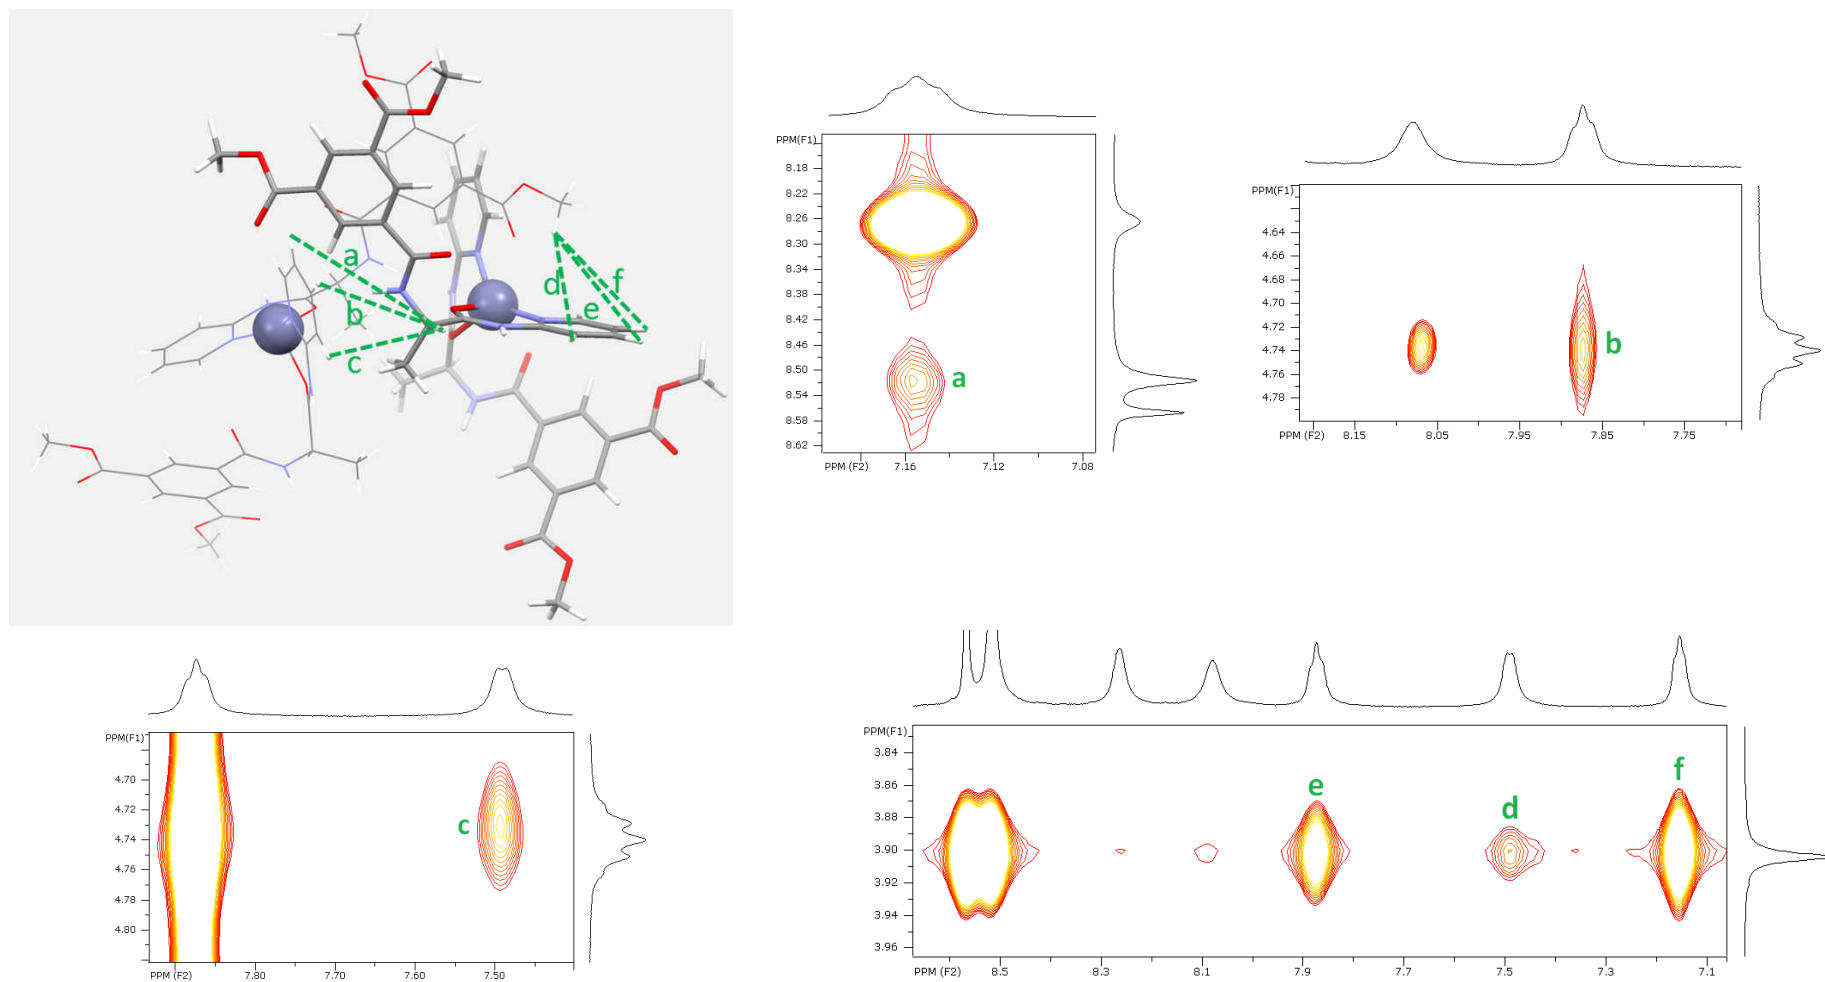 a
b
c
d
e
f
PPM(F1)
8.18
8.22
8.26
8.30
8.34
8.38
8.42
8.46
8.50
8.54
8.58
8.62
a
PPM (F2)
7.16
7.12
7.08
PPM(F1)
4.64
4.66
4.70
4.72
4.74
4.76
4.78
b
PPM (F2)
8.15
8.05
7.95
7.85
7.75
PPM(F1)
4.70
4.72
4.74
4.76
4.78
4.80
c
PPM (F2)
7.80
7.70
7.60
7.50
PPM(F1)
3.84
3.86
3.88
3.90
3.92
3.94
3.96
e
d
f
PPM (F2)
8.5
8.3
8.1
7.9
7.7
7.5
7.3
7.1